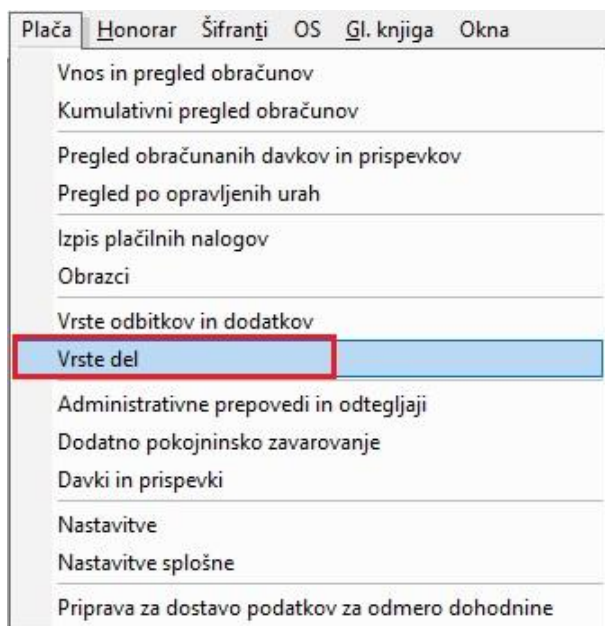 Plača Honorar Šifranti OS Gl. knjiga Okna
Vnos in pregled obračunov
Kumulativni pregled obračunov
Pregled obračunanih davkov in prispevkov
Pregled po opravljenih urah
Izpis plačilnih nalogov
Obrazci
Vrste odbitkov in dodatkov
Vrste del
Administrativne prepovedi in odtegljaji
Dodatno pokojninsko zavarovanje
Davki in prispevki
Nastavitve
Nastavitve splošne
Priprava za dostavo podatkov za odmero dohodnine